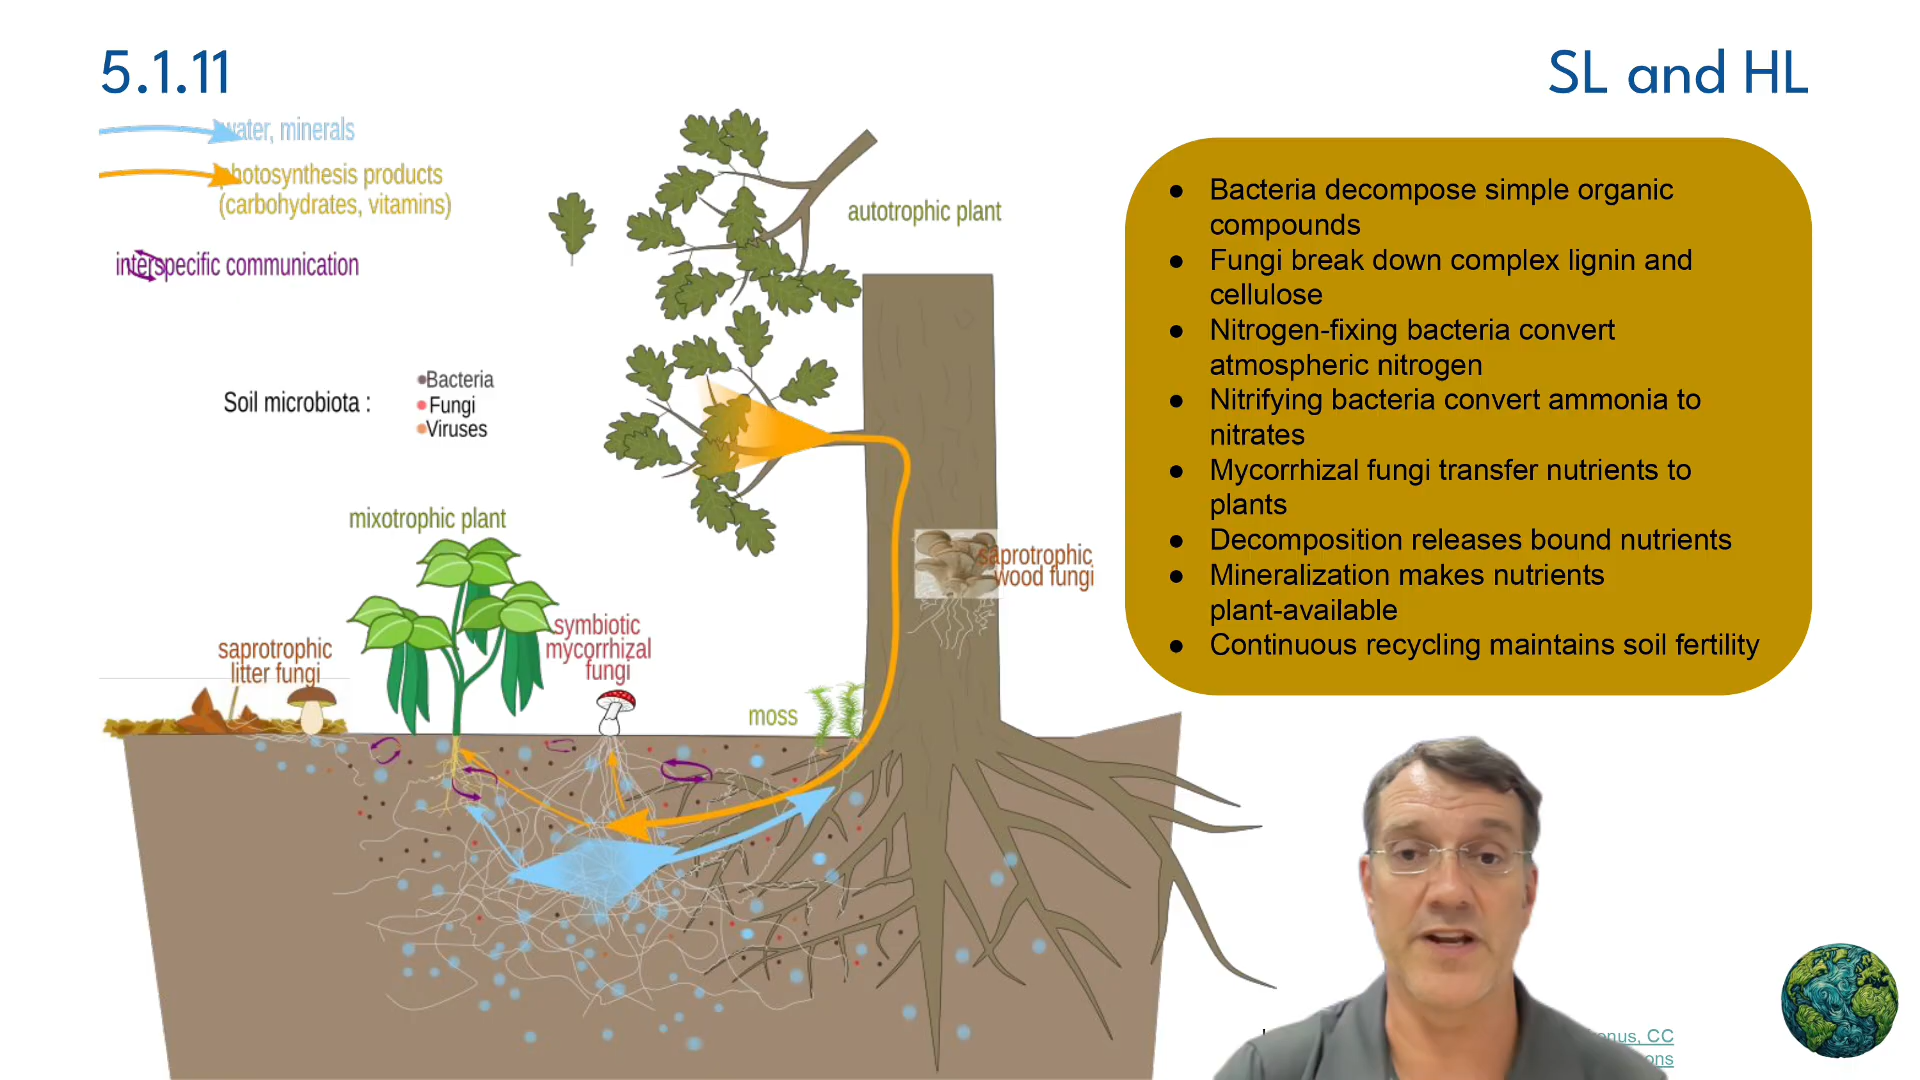 5.1.11
SL and HL
water, minerals
photosynthesis products
(carbohydrates, vitamins)
interspecific communication
autotrophic plant
Soil microbiota :
Bacteria
Fungi
Viruses
mixotrophic plant
saprotrophic
wood fungi
symbiotic
mycorrhizal
fungi
saprotrophic
litter fungi
moss
● Bacteria decompose simple organic
compounds
● Fungi break down complex lignin and
cellulose
● Nitrogen-fixing bacteria convert
atmospheric nitrogen
● Nitrifying bacteria convert ammonia to
nitrates
● Mycorrhizal fungi transfer nutrients to
plants
● Decomposition releases bound nutrients
● Mineralization makes nutrients
plant-available
● Continuous recycling maintains soil fertility
CC